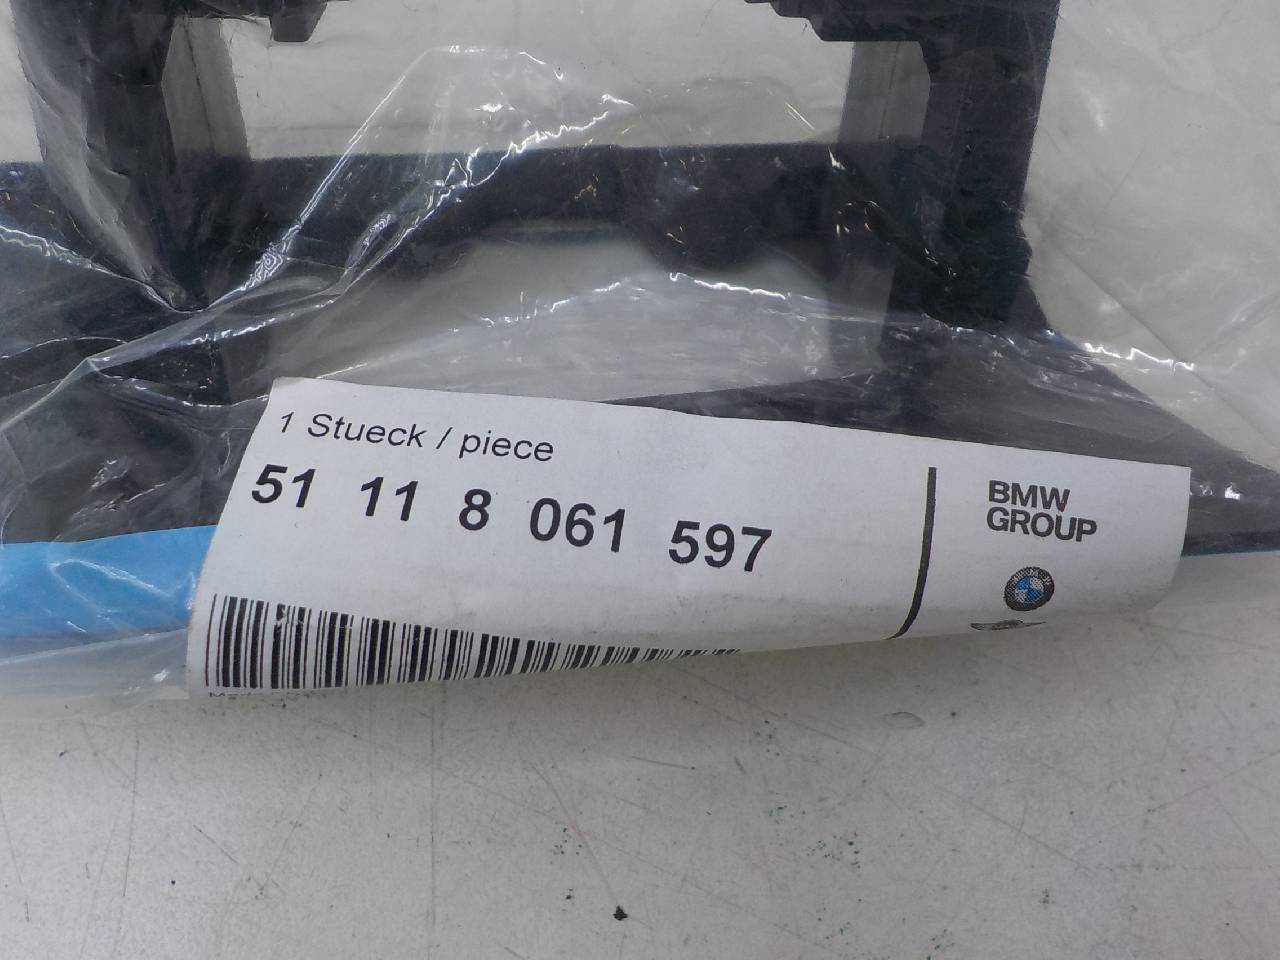 1 Stueck / piece
51 11 8 061 597
BMW
GROUP